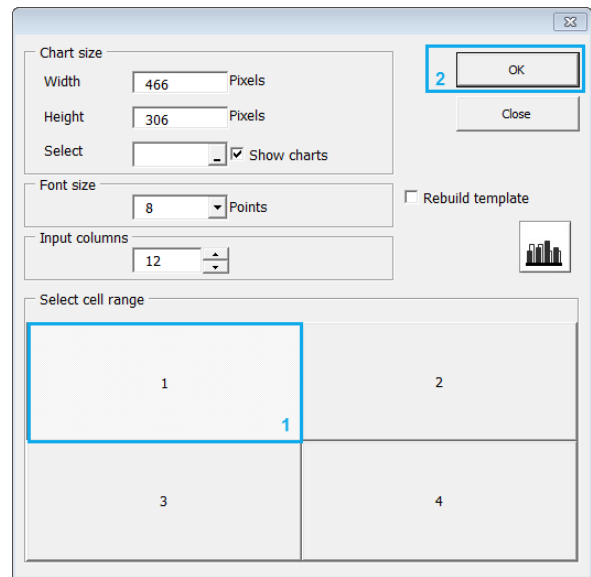 Chart size
Width 466 Pixels
Height 306 Pixels
Select Show charts
2 OK
Close
Font size
8 Points
Rebuild template
Input columns
12
Select cell range
1 2
1
3 4